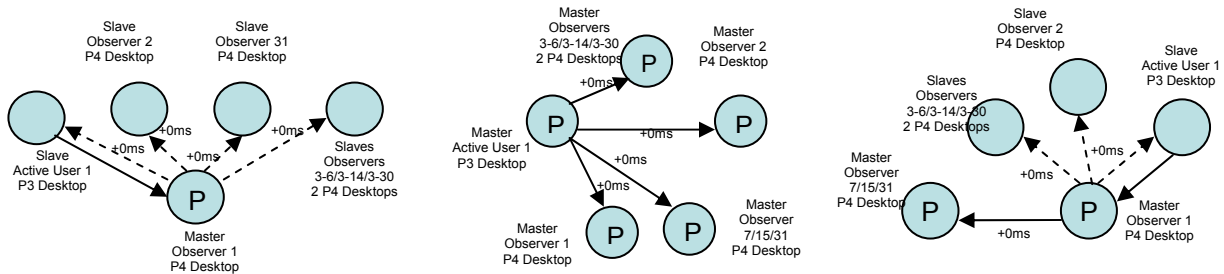 Slave
Observer 2
P4 Desktop
Slave
Observer 31
P4 Desktop
+0ms
+0ms
+0ms
+0ms
Slave
Active User 1
P3 Desktop
Slaves
Observers
3-6/3-14/3-30
2 P4 Desktops
P
Master
Observer 1
P4 Desktop
Master
Observers
3-6/3-14/3-30
2 P4 Desktops
P
Master
Observer 2
P4 Desktop
+0ms
P
+0ms
P
Master
Active User 1
P3 Desktop
+0ms
+0ms
P
P
Master
Observer 1
P4 Desktop
Master
Observer
7/15/31
P4 Desktop
Slave
Observer 2
P4 Desktop
Slave
Active User 1
P3 Desktop
Slaves
Observers
3-6/3-14/3-30
2 P4 Desktops
+0ms
+0ms
+0ms
Master
Observer
7/15/31
P4 Desktop
P
P
+0ms
Master
Observer 1
P4 Desktop